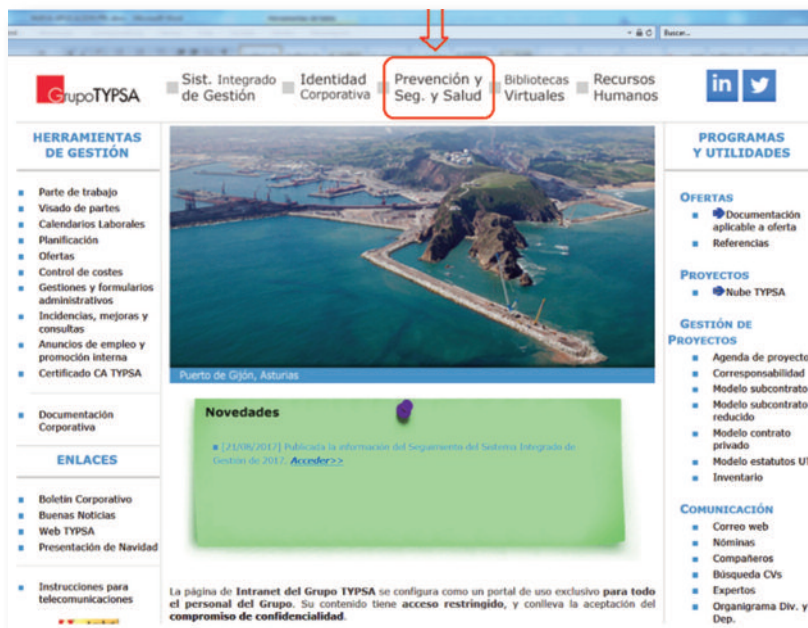 Buscar...
GrupoTYPSA
Sist. Integrado
de Gestión
Identidad
Corporativa
Prevención y
Seg. y Salud
Bibliotecas
Virtuales
Recursos
Humanos
in
HERRAMIENTAS
DE GESTIÓN
Parte de trabajo
Visado de partes
Calendarios Laborales
Planificación
Ofertas
Control de costes
Gestiones y formularios
administrativos
Incidencias, mejoras y
consultas
Anuncios de empleo y
promoción interna
Certificado CA TYPSA
Documentación
Corporativa
ENLACES
Boletín Corporativo
Buenas Noticias
Web TYPSA
Presentación de Navidad
Instrucciones para
telecomunicaciones
Puerto de Gijón, Asturias
Novedades
[21/08/2017] Publicada la información del Seguimiento del Sistema Integrado de
Gestión de 2017. Acceder>>
La página de Intranet del Grupo TYPSA se configura como un portal de uso exclusivo para todo
el personal del Grupo. Su contenido tiene acceso restringido, y conlleva la aceptación del
compromiso de confidencialidad.
PROGRAMAS
Y UTILIDADES
OFERTAS
Documentación
aplicable a oferta
Referencias
PROYECTOS
Nube TYPSA
GESTIÓN DE
PROYECTOS
Agenda de proyecto
Corresponsabilidad
Modelo subcontrato
Modelo subcontrato
reducido
Modelo contrato
privado
Modelo estatutos UT
Inventario
COMUNICACIÓN
Correo web
Nóminas
Compañeros
Búsqueda CVs
Expertos
Organigrama Div. y
Dep.